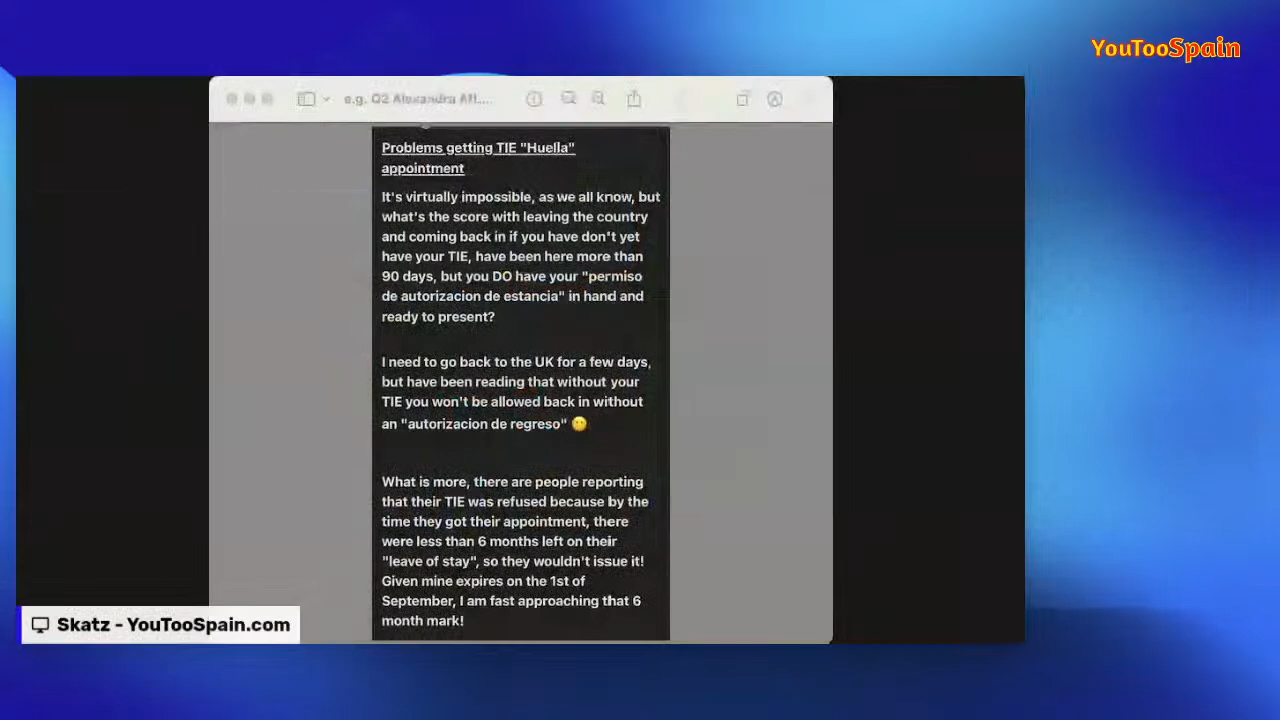 YouTooSpain
e.g. Q2 Alexandra Afl....
Problems getting TIE "Huella"
appointment
It's virtually impossible, as we all know, but
what's the score with leaving the country
and coming back in if you have don't yet
have your TIE, have been here more than
90 days, but you DO have your "permiso
de autorizacion de estancia" in hand and
ready to present?
I need to go back to the UK for a few days,
but have been reading that without your
TIE you won't be allowed back in without
an "autorizacion de regreso" 😶
What is more, there are people reporting
that their TIE was refused because by the
time they got their appointment, there
were less than 6 months left on their
"leave of stay", so they wouldn't issue it!
Given mine expires on the 1st of
September, I am fast approaching that 6
month mark!
Skatz - YouTooSpain.com